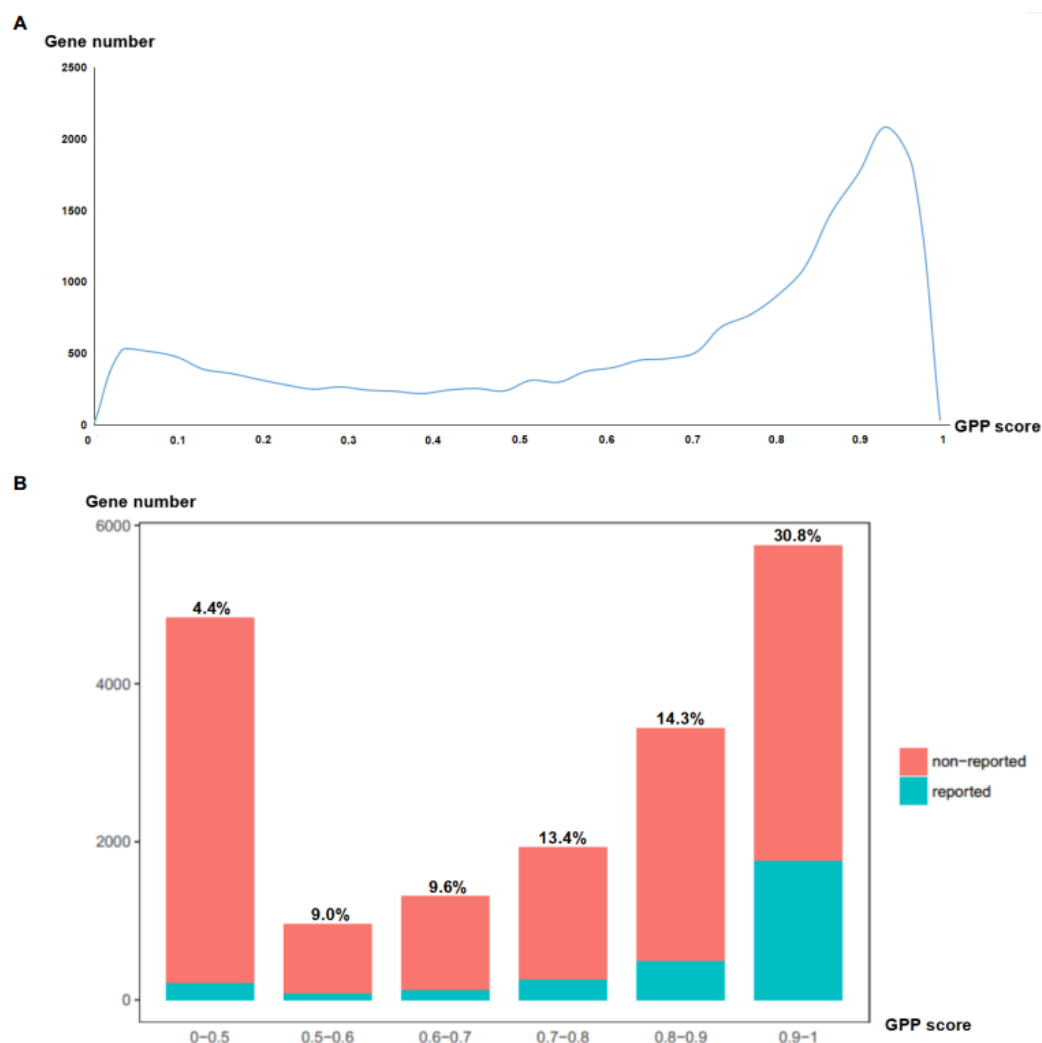 A
Gene number
2500
2000
1500
1000
500
0
0 0.1 0.2 0.3 0.4 0.5 0.6 0.7 0.8 0.9 1
GPP score
B
Gene number
6000
4000
2000
0
4.4%
9.0%
9.6%
13.4%
14.3%
30.8%
non-reported
reported
0-0.5 0.5-0.6 0.6-0.7 0.7-0.8 0.8-0.9 0.9-1
GPP score